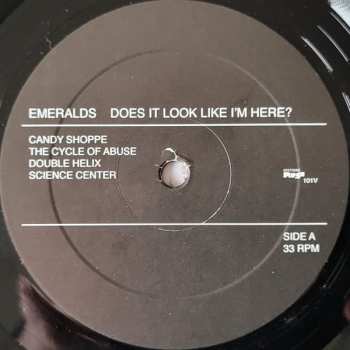 EMERALDS DOES IT LOOK LIKE I'M HERE?
CANDY SHOPPE
THE CYCLE OF ABUSE
DOUBLE HELIX
SCIENCE CENTER
101V
SIDE A
33 RPM